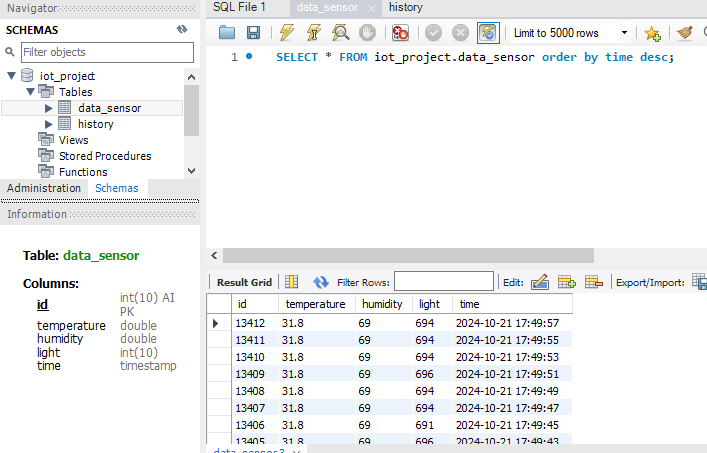 Navigator
SCHEMAS
Filter objects
iot_project
Tables
data_sensor
history
Views
Stored Procedures
Functions
Administration Schemas
Information
Table: data_sensor
Columns:
id int(10) AI PK
temperature double
humidity double
light int(10)
time timestamp
SQL File 1 data_sensor history
Limit to 5000 rows
1 SELECT * FROM iot_project.data_sensor order by time desc;
Result Grid Filter Rows: Edit: Export/Import:
id temperature humidity light time
13412 31.8 69 694 2024-10-21 17:49:57
13411 31.8 69 694 2024-10-21 17:49:55
13410 31.8 69 694 2024-10-21 17:49:53
13409 31.8 69 696 2024-10-21 17:49:51
13408 31.8 69 694 2024-10-21 17:49:49
13407 31.8 69 694 2024-10-21 17:49:47
13406 31.8 69 691 2024-10-21 17:49:45
13405 31.8 69 696 2024-10-21 17:49:43
data_sensor3